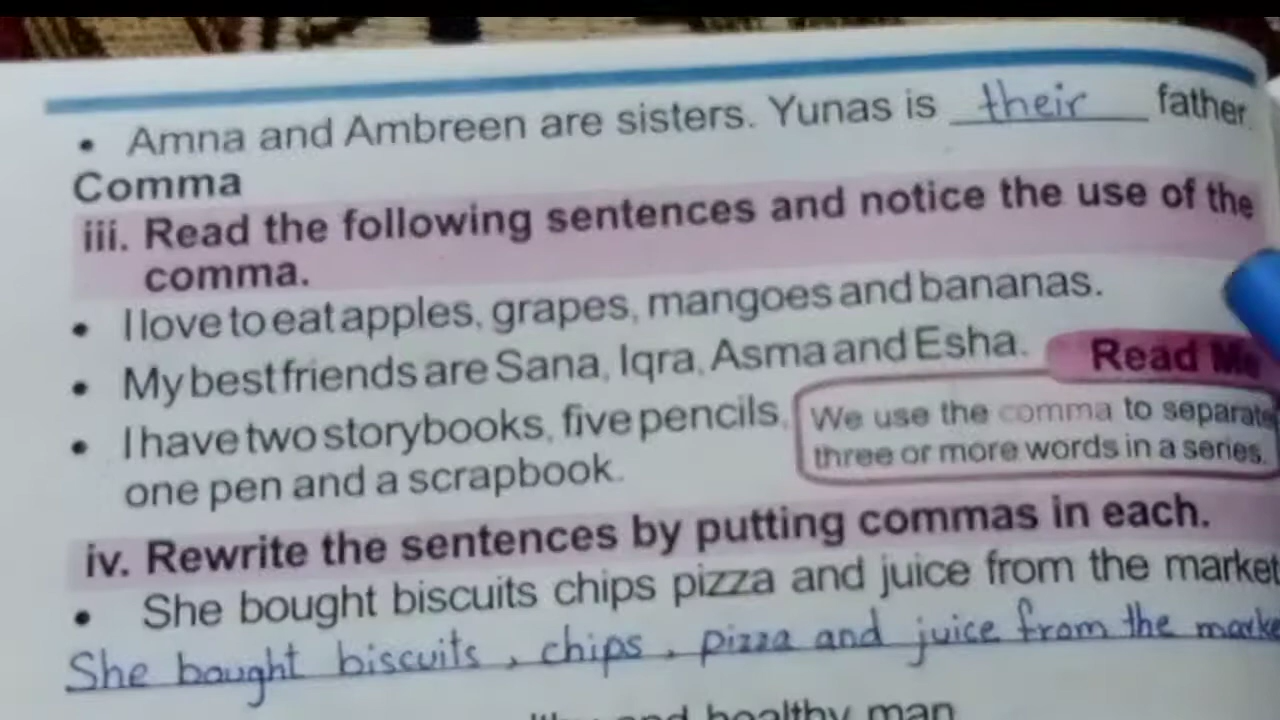 • Amna and Ambreen are sisters. Yunas is their father.
Comma
iii. Read the following sentences and notice the use of the
comma.
• I love to eat apples, grapes, mangoes and bananas.
• My best friends are Sana, Iqra, Asma and Esha.
Read Me
• I have two storybooks, five pencils,
one pen and a scrapbook.
We use the comma to separate
three or more words in a series.
iv. Rewrite the sentences by putting commas in each.
• She bought biscuits chips pizza and juice from the market
She bought biscuits , chips , pizza and juice from the marke
and healthy man